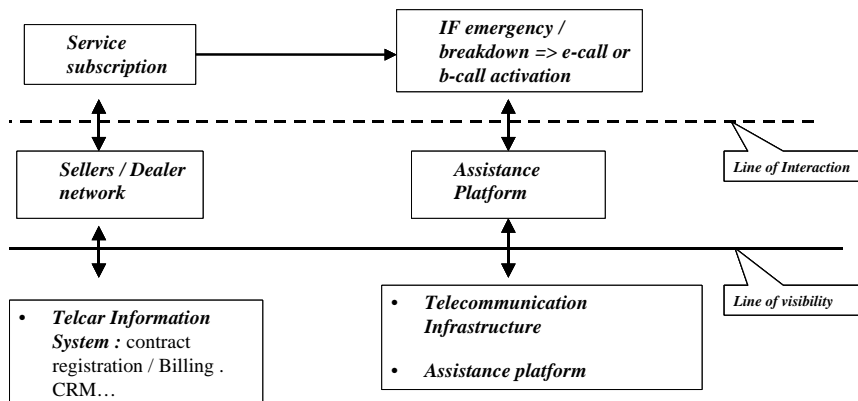 Service
subscription
IF emergency /
breakdown => e-call or
b-call activation
Sellers / Dealer
network
Assistance
Platform
Line of Interaction
Line of visibility
• Telcar Information
System : contract
registration / Billing .
CRM…
• Telecommunication
Infrastructure
• Assistance platform